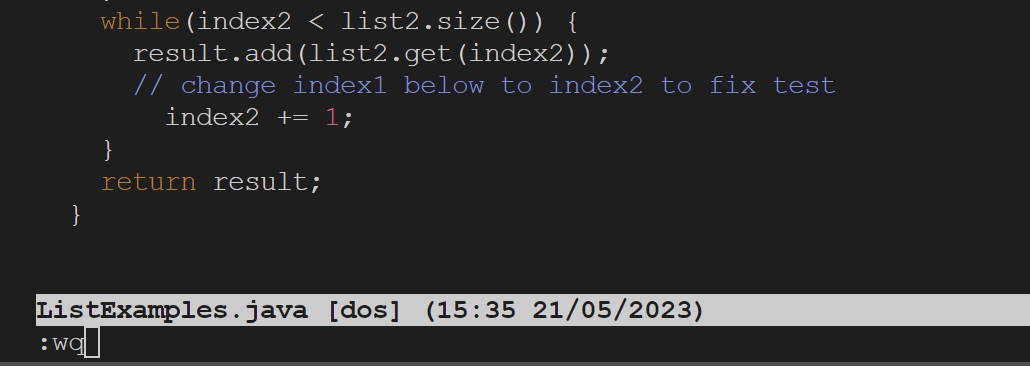 while(index2 < list2.size()) {
result.add(list2.get(index2));
// change index1 below to index2 to fix test
index2 += 1;
}
return result;
}
ListExamples.java [dos] (15:35 21/05/2023)
:wq